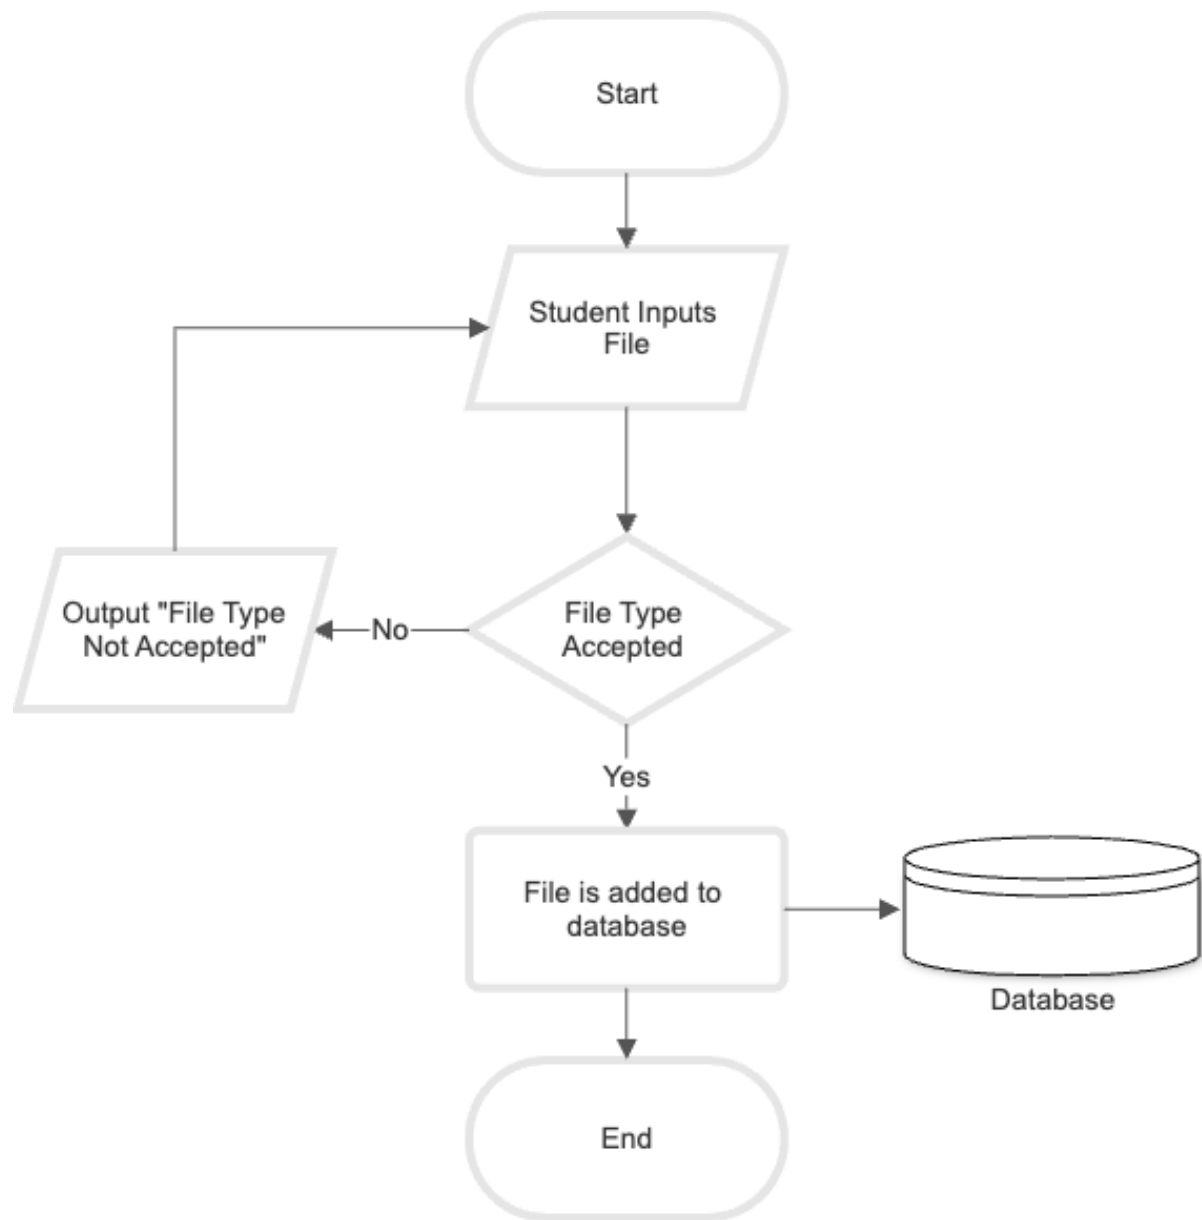 Start
Student Inputs
File
File Type
Accepted
No
Output "File Type
Not Accepted"
Yes
File is added to
database
Database
End